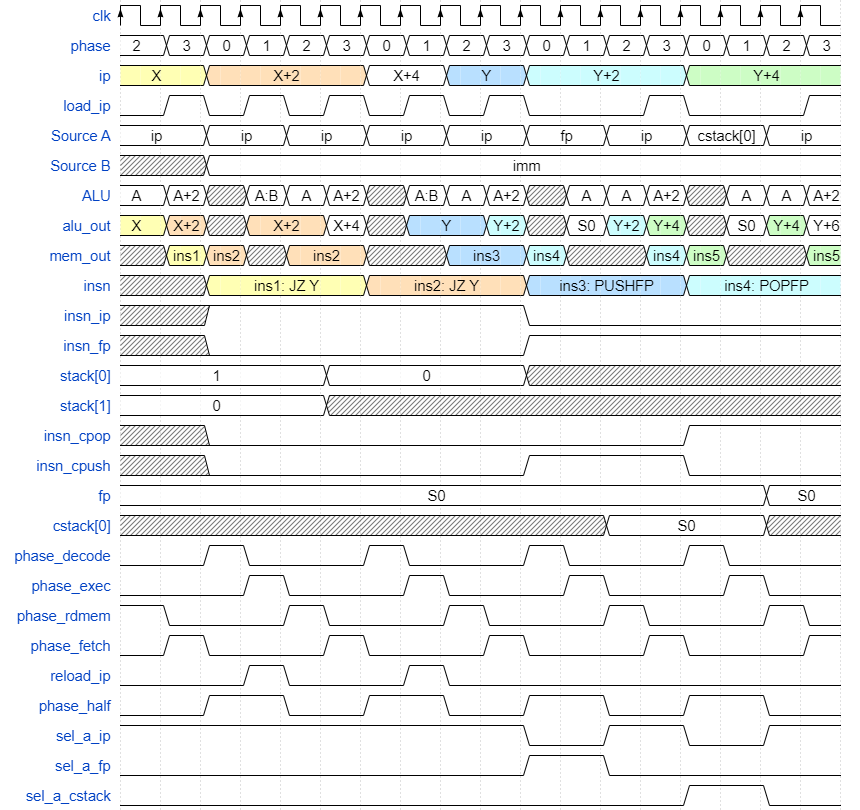 clk
phase 2 3 0 1 2 3 0 1 2 3 0 1 2 3 0 1 2 3
ip X X+2 X+4 Y Y+2 Y+4
load_ip
Source A ip ip ip ip ip fp ip cstack[0] ip
Source B imm
ALU A A+2 A:B A A+2 A:B A A+2 A A A+2 A A A+2
alu_out X X+2 X+2 X+4 Y Y+2 S0 Y+2 Y+4 S0 Y+4 Y+6
mem_out ins1 ins2 ins2 ins3 ins4 ins4 ins5 ins5
insn ins1: JZ Y ins2: JZ Y ins3: PUSHFP ins4: POPFP
insn_ip
insn_fp
stack[0] 1 0
stack[1] 0
insn_cpop
insn_cpush
fp S0 S0
cstack[0] S0
phase_decode
phase_exec
phase_rdmem
phase_fetch
reload_ip
phase_half
sel_a_ip
sel_a_fp
sel_a_cstack